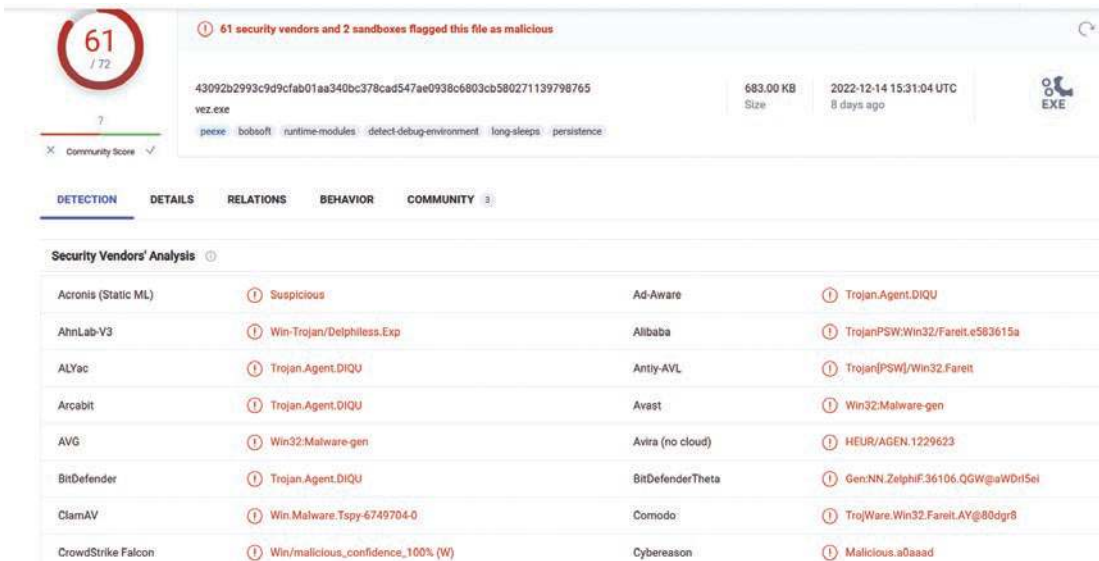 61
/ 72
?
Community Score
61 security vendors and 2 sandboxes flagged this file as malicious
43092b2993c9d9cfab01aa340bc378cad547ae0938c6803cb580271139798765
vez.exe
peexe bobsoft runtime-modules detect-debug-environment long-sleeps persistence
683.00 KB
Size
2022-12-14 15:31:04 UTC
8 days ago
EXE
DETECTION DETAILS RELATIONS BEHAVIOR COMMUNITY 3
Security Vendors' Analysis
Acronis (Static ML) Suspicious Ad-Aware Trojan.Agent.DIQU
AhnLab-V3 Win-Trojan/Delphiless.Exp Alibaba TrojanPSW:Win32/Fareit.e583615a
ALYac Trojan.Agent.DIQU Antiy-AVL Trojan[PSW]/Win32.Fareit
Arcabit Trojan.Agent.DIQU Avast Win32:Malware-gen
AVG Win32:Malware-gen Avira (no cloud) HEUR/AGEN.1229623
BitDefender Trojan.Agent.DIQU BitDefenderTheta Gen:NN.ZelphiF.36106.QGW@aWDrI5ei
ClamAV Win.Malware.Tspy-6749704-0 Comodo TrojWare.Win32.Fareit.AY@80dgr8
CrowdStrike Falcon Win/malicious_confidence_100% (W) Cybereason Malicious.a0aaad